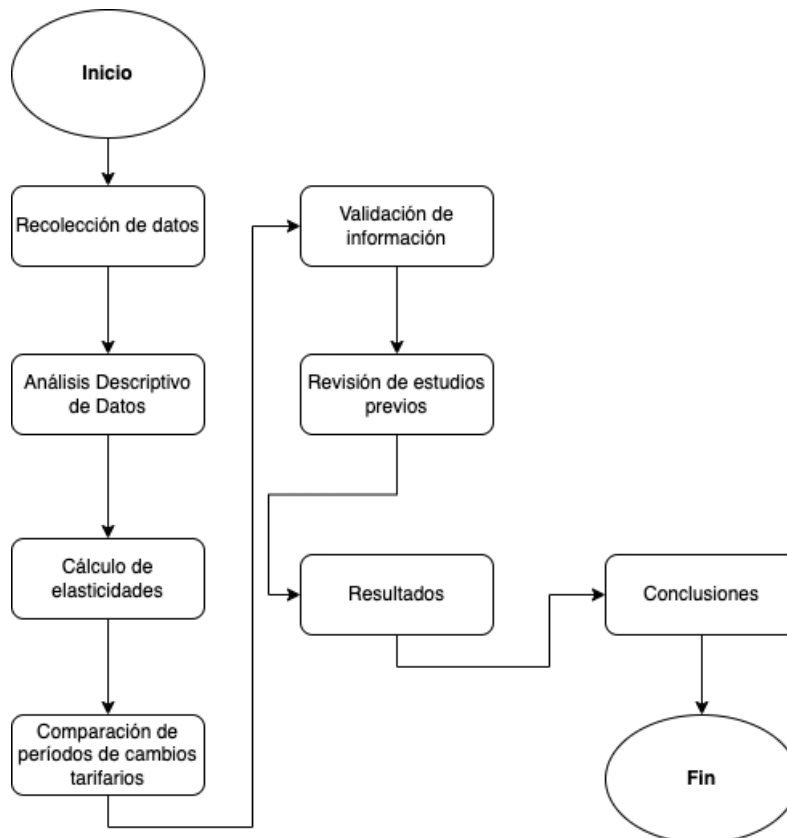 Inicio
Recolección de datos
Análisis Descriptivo
de Datos
Cálculo de
elasticidades
Comparación de
períodos de cambios
tarifarios
Validación de
información
Revisión de estudios
previos
Resultados
Conclusiones
Fin